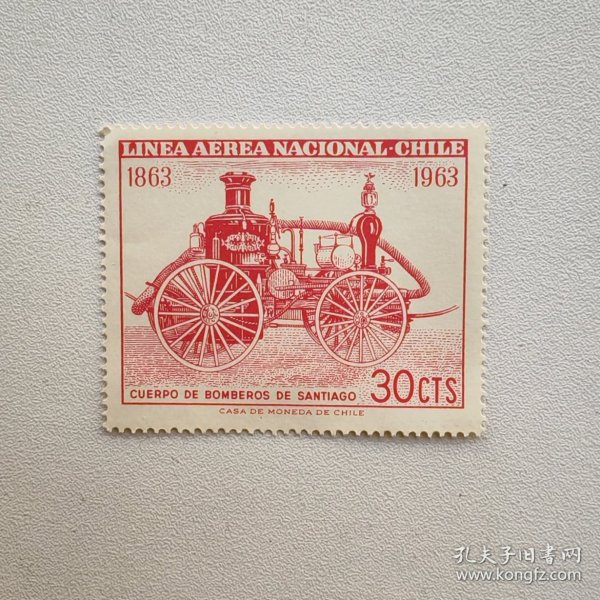 LINEA AEREA NACIONAL-CHILE
1863 1963
CUERPO DE BOMBEROS DE SANTIAGO 30CTS
CASA DE MONEDA DE CHILE
孔夫子旧书网
www.kongfz.com